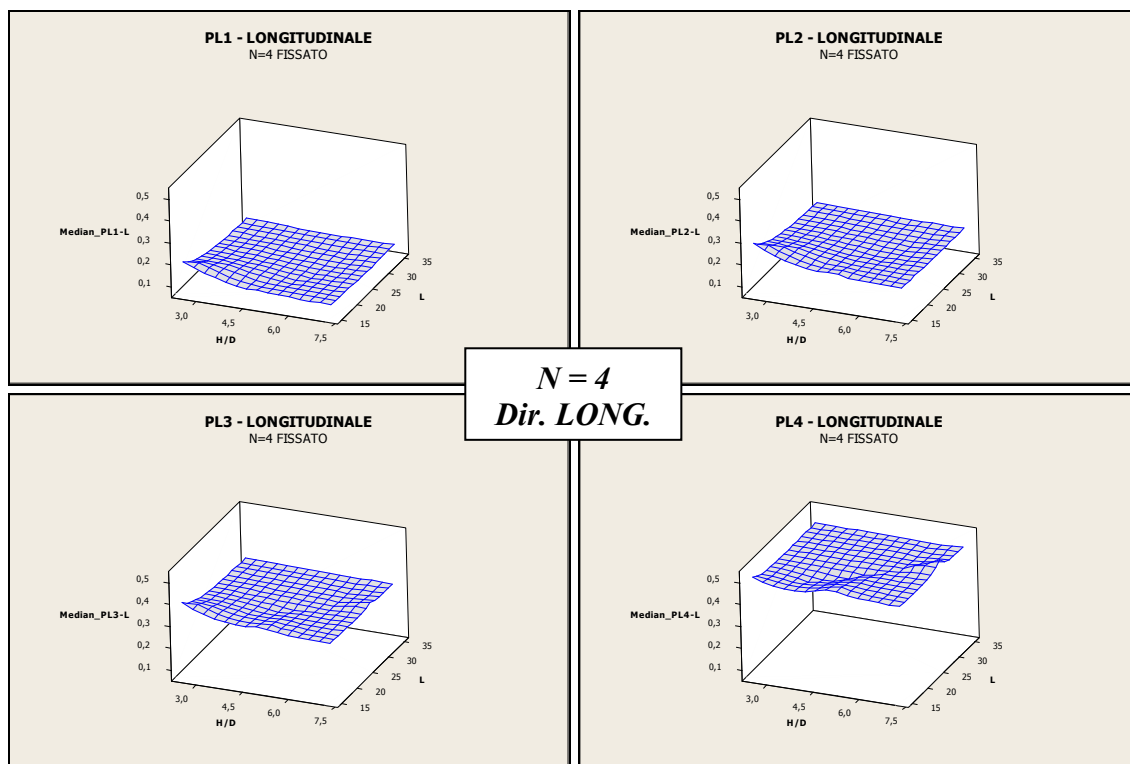 PL1 - LONGITUDINALE
N=4 FISSATO
0,5
0,4
0,3
0,2
0,1
Median_PL1-L
3,0
4,5
6,0
7,5
H/D
15
20
25
30
35
L
PL2 - LONGITUDINALE
N=4 FISSATO
0,5
0,4
0,3
0,2
0,1
Median_PL2-L
3,0
4,5
6,0
7,5
H/D
15
20
25
30
35
L
N = 4
Dir. LONG.
PL3 - LONGITUDINALE
N=4 FISSATO
0,5
0,4
0,3
0,2
0,1
Median_PL3-L
3,0
4,5
6,0
7,5
H/D
15
20
25
30
35
L
PL4 - LONGITUDINALE
N=4 FISSATO
0,5
0,4
0,3
0,2
0,1
Median_PL4-L
3,0
4,5
6,0
7,5
H/D
15
20
25
30
35
L